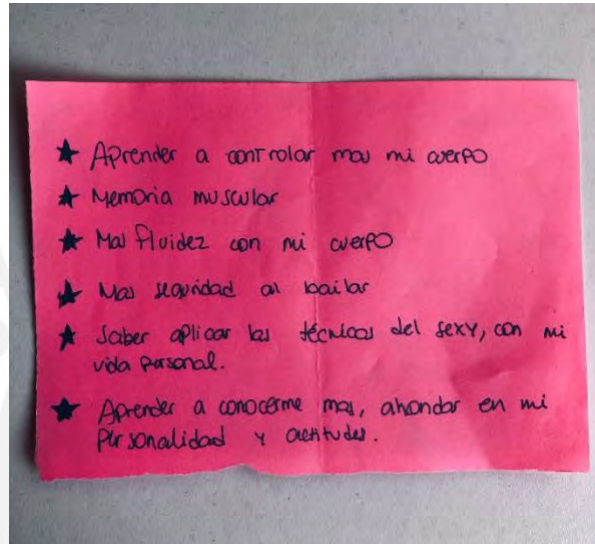 ★ Aprender a controlar mas mi cuerpo
★ Memoria muscular
★ Mas fluidez con mi cuerpo
★ Mas seguridad al bailar
★ Saber aplicar las técnicas del sexy, con mi
vida personal.
★ Aprender a conocerme mas, ahondar en mi
personalidad y actitudes.